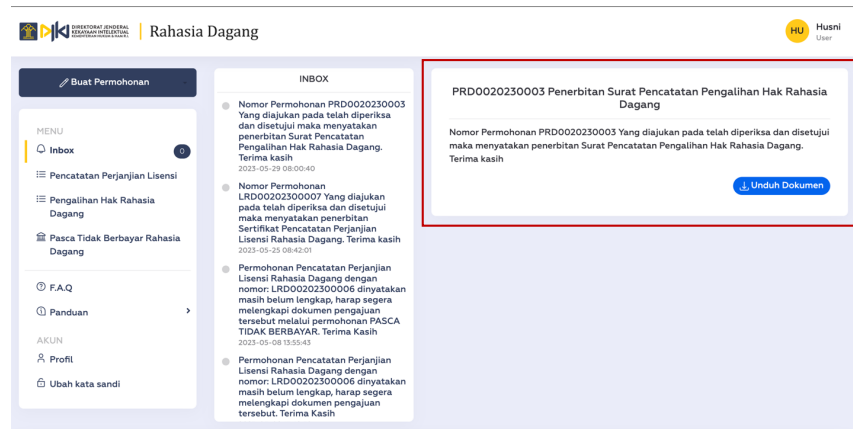 DIREKTORAT JENDERAL
KEKAYAAN INTELEKTUAL
KEMENTERIAN HUKUM & HAM R.I.
Rahasia Dagang
HU
Husni
User
Buat Permohonan
MENU
Inbox
0
Pencatatan Perjanjian Lisensi
Pengalihan Hak Rahasia
Dagang
Pasca Tidak Berbayar Rahasia
Dagang
F.A.Q
Panduan
AKUN
Profil
Ubah kata sandi
INBOX
Nomor Permohonan PRD0020230003
Yang diajukan pada telah diperiksa
dan disetujui maka menyatakan
penerbitan Surat Pencatatan
Pengalihan Hak Rahasia Dagang.
Terima kasih
2023-05-29 08:00:40
Nomor Permohonan
LRD00202300007 Yang diajukan
pada telah diperiksa dan disetujui
maka menyatakan penerbitan
Sertifikat Pencatatan Perjanjian
Lisensi Rahasia Dagang. Terima kasih
2023-05-25 08:42:01
Permohonan Pencatatan Perjanjian
Lisensi Rahasia Dagang dengan
nomor: LRD00202300006 dinyatakan
masih belum lengkap, harap segera
melengkapi dokumen pengajuan
tersebut melalui permohonan PASCA
TIDAK BERBAYAR. Terima Kasih
2023-05-08 13:55:43
Permohonan Pencatatan Perjanjian
Lisensi Rahasia Dagang dengan
nomor: LRD00202300006 dinyatakan
masih belum lengkap, harap segera
melengkapi dokumen pengajuan
tersebut. Terima Kasih
PRD0020230003 Penerbitan Surat Pencatatan Pengalihan Hak Rahasia
Dagang
Nomor Permohonan PRD0020230003 Yang diajukan pada telah diperiksa dan disetujui
maka menyatakan penerbitan Surat Pencatatan Pengalihan Hak Rahasia Dagang.
Terima kasih
Unduh Dokumen